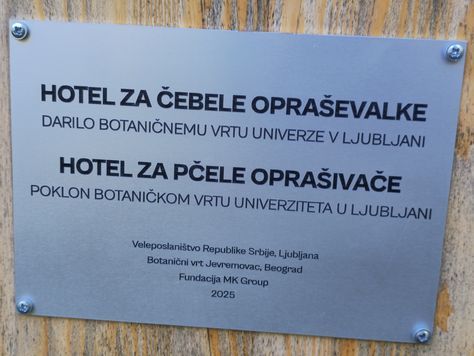 HOTEL ZA ČEBELE OPRAŠEVALKE
DARILO BOTANIČNEMU VRTU UNIVERZE V LJUBLJANI
HOTEL ZA PČELE OPRAŠIVAČE
POKLON BOTANIČKOM VRTU UNIVERZITETA U LJUBLJANI
Veleposlaništvo Republike Srbije, Ljubljana
Botanični vrt Jevremovac, Beograd
Fundacija MK Group
2025